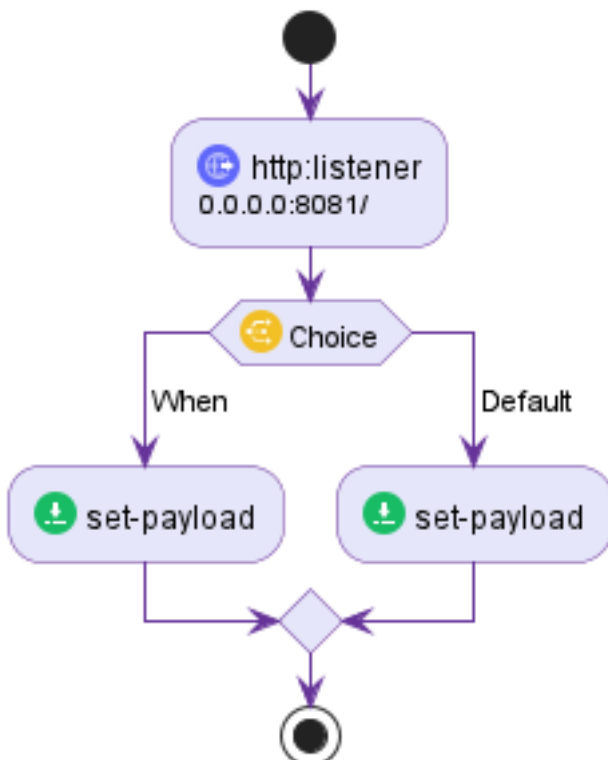 http:listener
0.0.0.0:8081/
Choice
When
Default
set-payload
set-payload